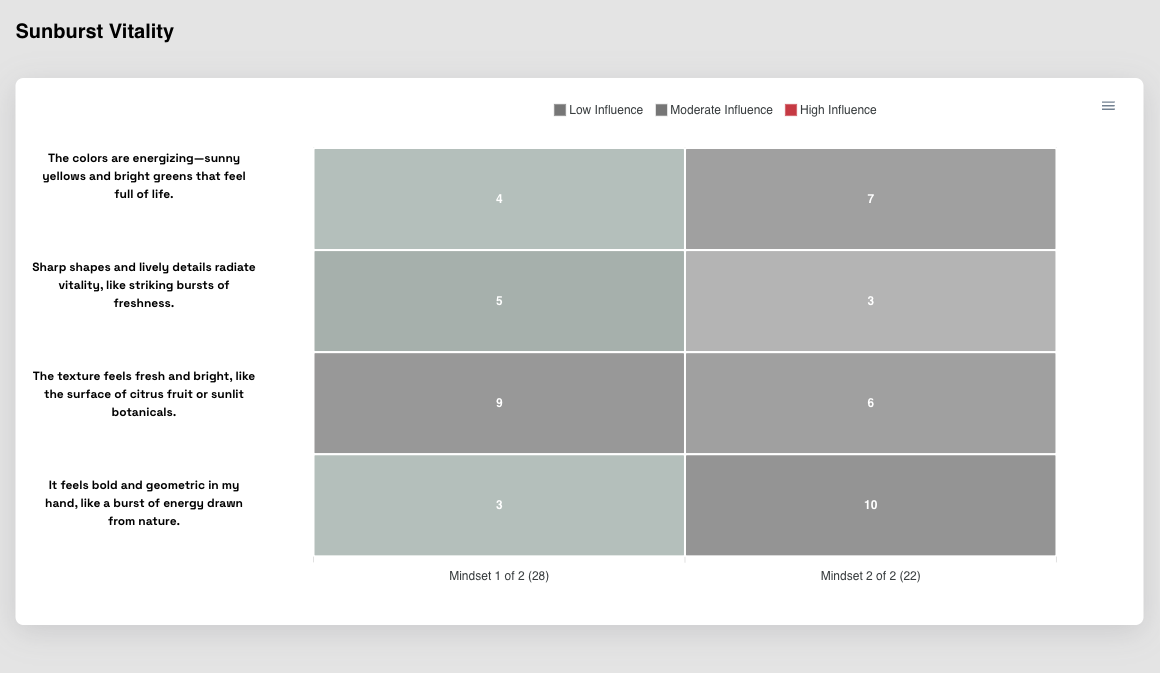 Sunburst Vitality
Low Influence Moderate Influence High Influence
The colors are energizing—sunny
yellows and bright greens that feel
full of life.
4 7
Sharp shapes and lively details radiate
vitality, like striking bursts of
freshness.
5 3
The texture feels fresh and bright, like
the surface of citrus fruit or sunlit
botanicals.
9 6
It feels bold and geometric in my
hand, like a burst of energy drawn
from nature.
3 10
Mindset 1 of 2 (28) Mindset 2 of 2 (22)